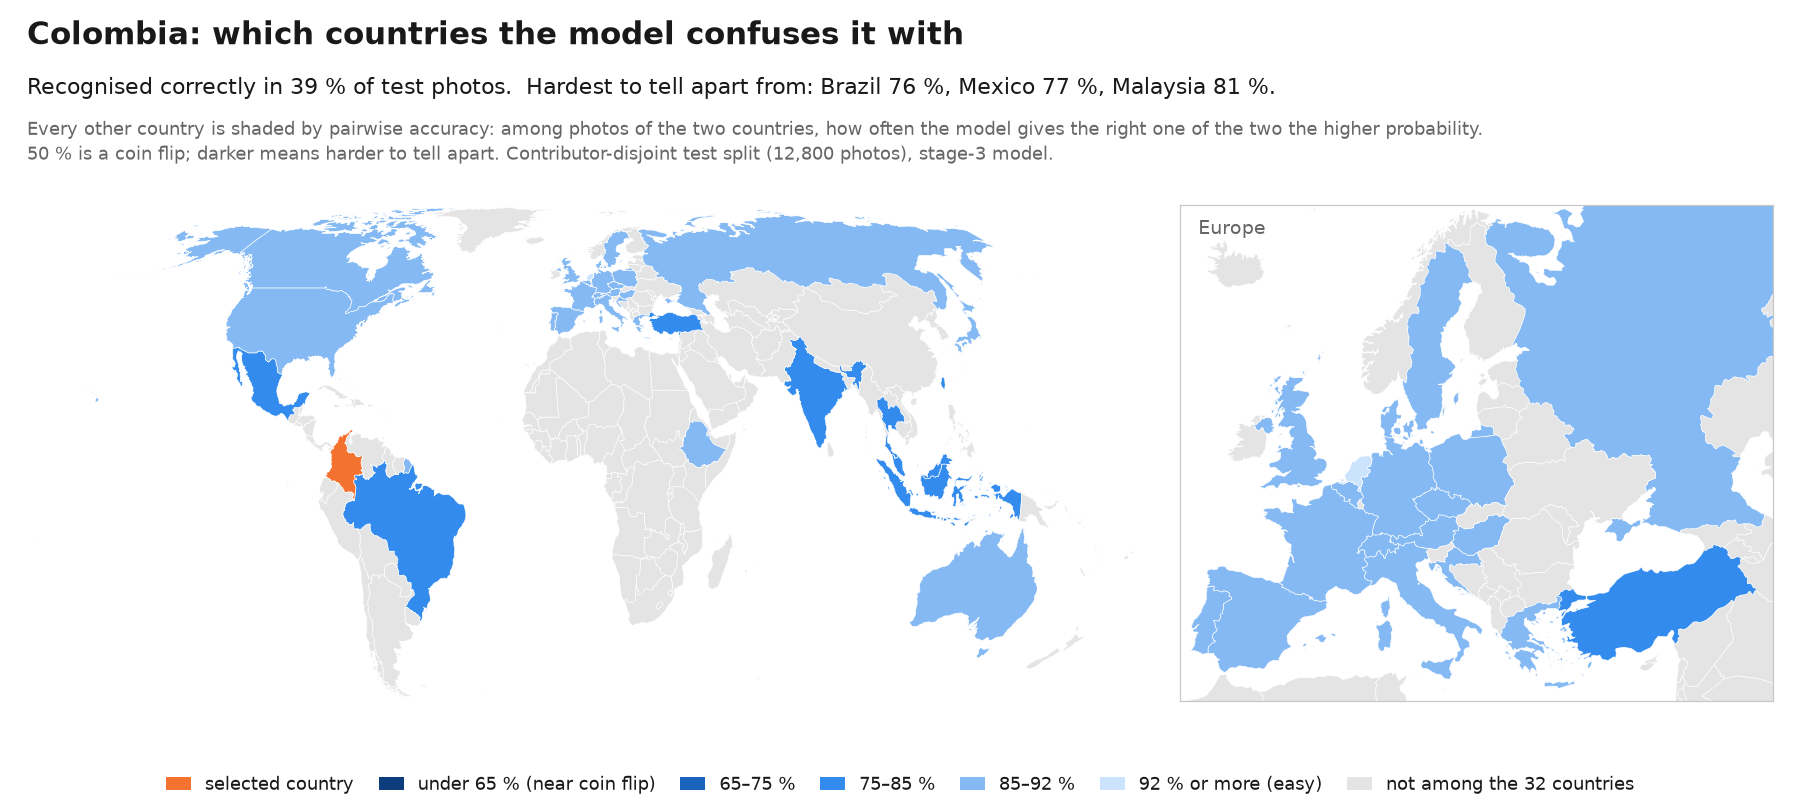 Colombia: which countries the model confuses it with
Recognised correctly in 39 % of test photos.  Hardest to tell apart from: Brazil 76 %, Mexico 77 %, Malaysia 81 %.
Every other country is shaded by pairwise accuracy: among photos of the two countries, how often the model gives the right one of the two the higher probability.
50 % is a coin flip; darker means harder to tell apart. Contributor-disjoint test split (12,800 photos), stage-3 model.
Europe
selected country
under 65 % (near coin flip)
65–75 %
75–85 %
85–92 %
92 % or more (easy)
not among the 32 countries